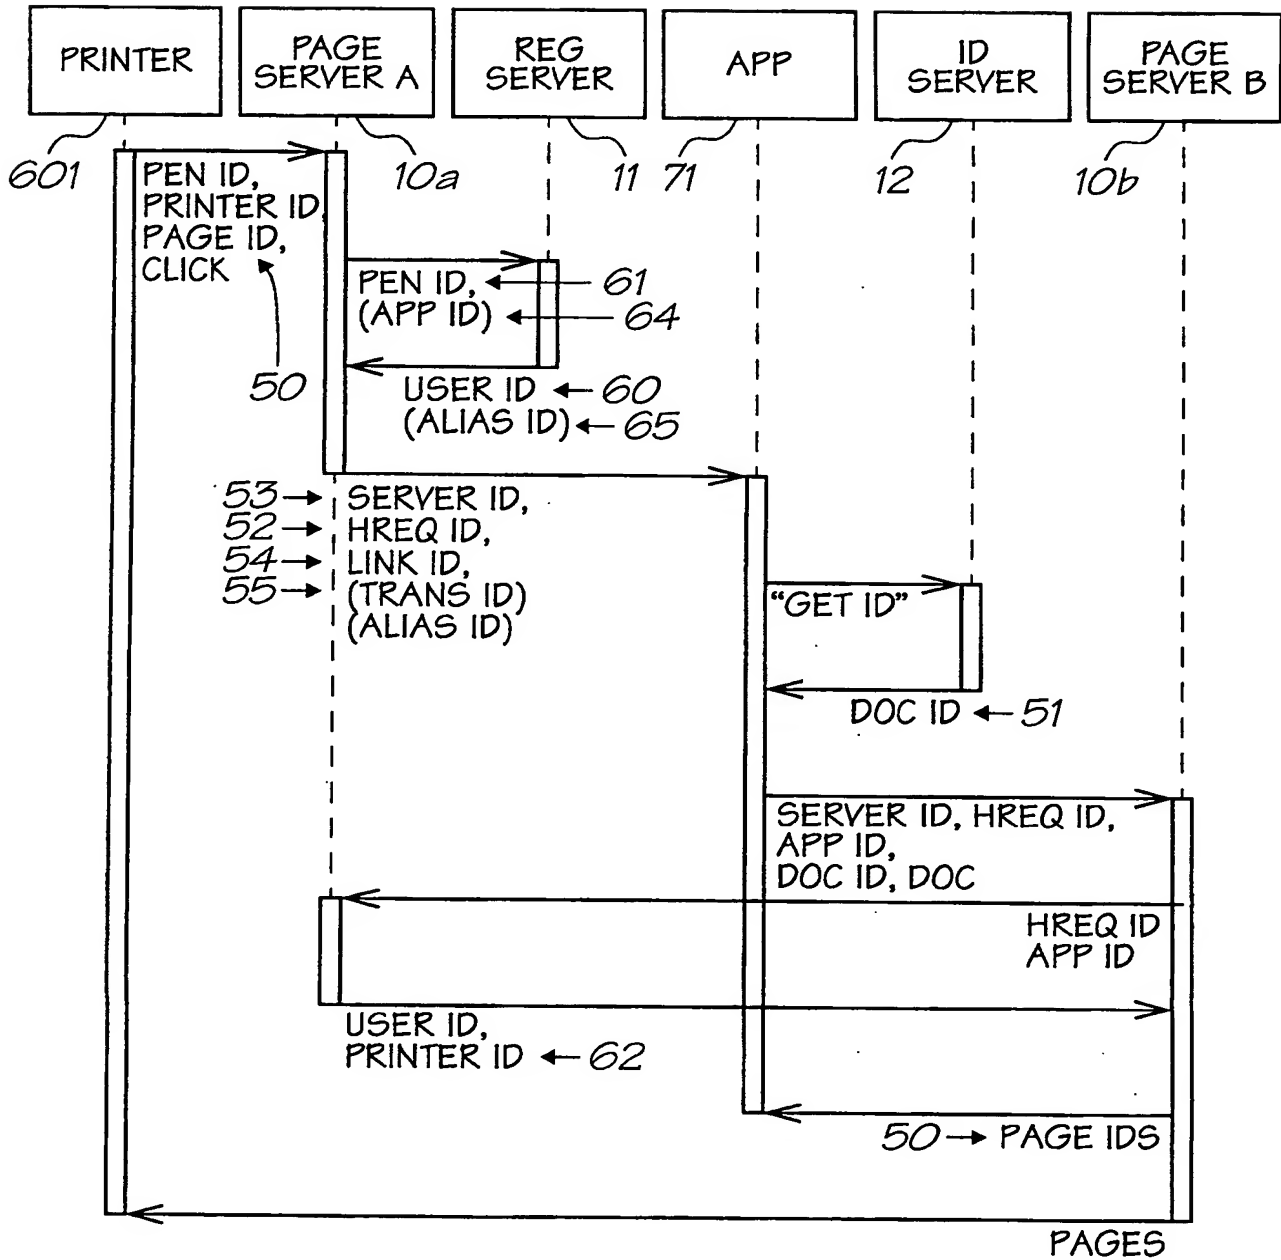 PRINTER
PAGE
SERVER A
REG
SERVER
APP
ID
SERVER
PAGE
SERVER B
601
10a
11
71
12
10b
PEN ID,
PRINTER ID
PAGE ID,
CLICK
50
PEN ID,
61
(APP ID)
64
USER ID
60
(ALIAS ID)
65
53
SERVER ID,
52
HREQ ID,
54
LINK ID,
55
(TRANS ID)
(ALIAS ID)
"GET ID"
DOC ID
51
SERVER ID, HREQ ID,
APP ID,
DOC ID, DOC
HREQ ID
APP ID
USER ID,
PRINTER ID
62
50
PAGE IDS
PAGES